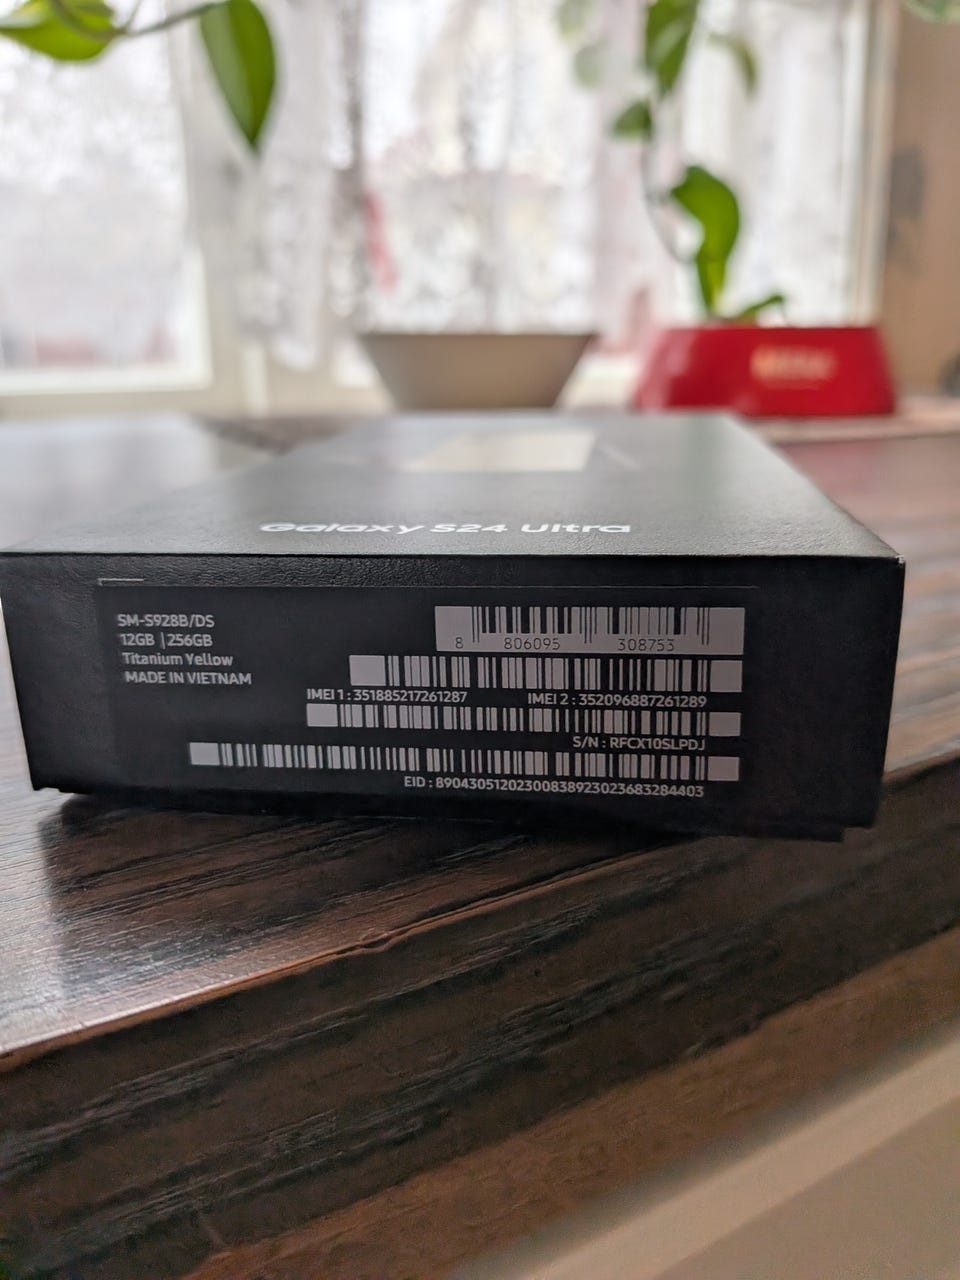 Galaxy S24 Ultra
SM-S928B/DS
12GB | 256GB
Titanium Yellow
MADE IN VIETNAM
8 806095 308753
IMEI 1 : 351885217261287 IMEI 2 : 352096887261289
S/N : RFCX10SLPDJ
EID : 89043051202300838923023683284403